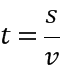 t = s/v